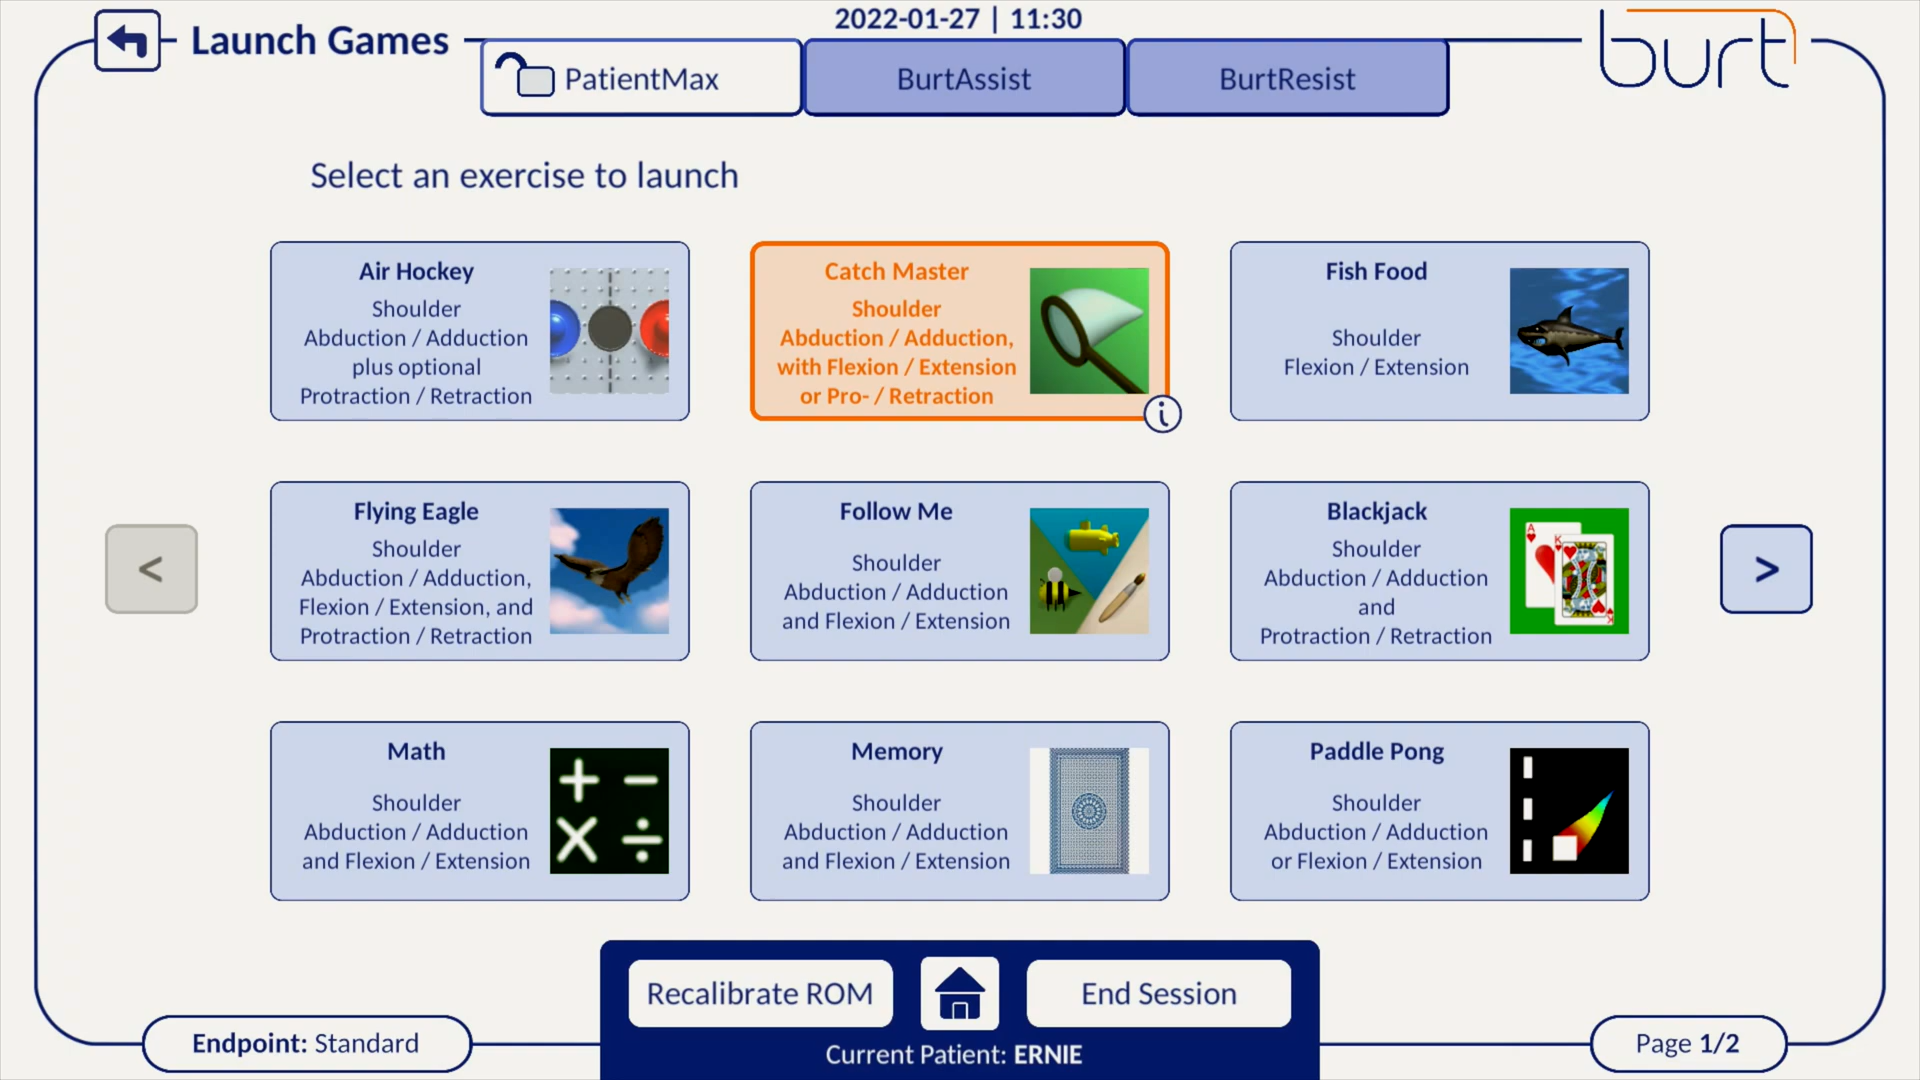 2022-01-27 | 11:30
Launch Games
PatientMax
BurtAssist
BurtResist
burt
Select an exercise to launch
Air Hockey
Shoulder
Abduction / Adduction
plus optional
Protraction / Retraction
Catch Master
Shoulder
Abduction / Adduction,
with Flexion / Extension
or Pro- / Retraction
i
Fish Food
Shoulder
Flexion / Extension
Flying Eagle
Shoulder
Abduction / Adduction,
Flexion / Extension, and
Protraction / Retraction
Follow Me
Shoulder
Abduction / Adduction
and Flexion / Extension
Blackjack
Shoulder
Abduction / Adduction
and
Protraction / Retraction
A
K
K
<
>
Math
Shoulder
Abduction / Adduction
and Flexion / Extension
+ −
× ÷
Memory
Shoulder
Abduction / Adduction
and Flexion / Extension
Paddle Pong
Shoulder
Abduction / Adduction
or Flexion / Extension
Recalibrate ROM
End Session
Endpoint: Standard
Current Patient: ERNIE
Page 1/2